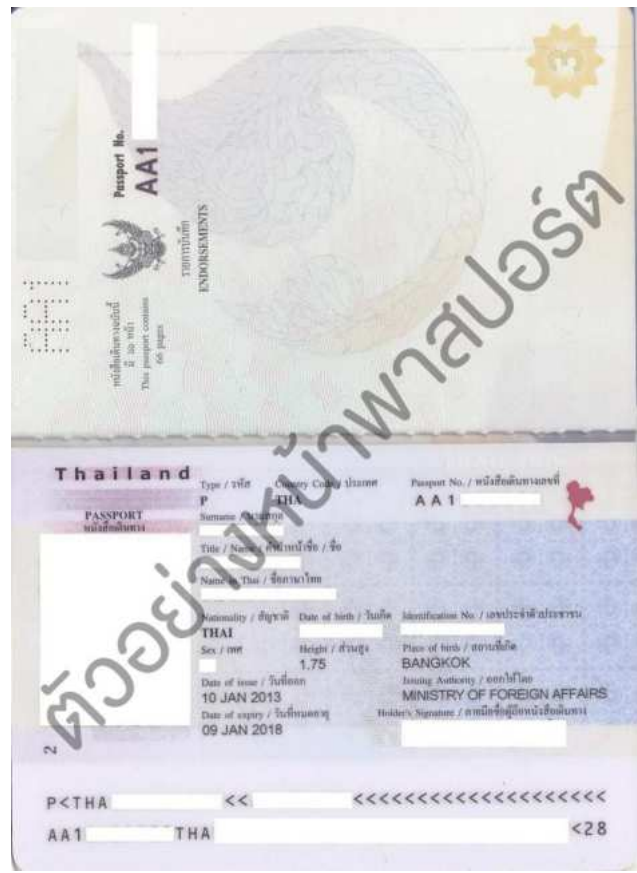 Passport No.
AA1
รายการบันทึก
ENDORSEMENTS
หนังสือเดินทางฉบับนี้
มี ๖๖ หน้า
This passport contains
66 pages
ตัวอย่างหน้าพาสปอร์ต
Thailand
PASSPORT
หนังสือเดินทาง
Type / รหัส Country Code / ประเทศ Passport No. / หนังสือเดินทางเลขที่
P THA AA1
Surname / นามสกุล
Title / Name / คำนำหน้าชื่อ / ชื่อ
Name in Thai / ชื่อภาษาไทย
Nationality / สัญชาติ Date of birth / วันเกิด Identification No. / เลขประจำตัวประชาชน
THAI
Sex / เพศ Height / ส่วนสูง Place of birth / สถานที่เกิด
1.75 BANGKOK
Date of issue / วันที่ออก Issuing Authority / ออกให้โดย
10 JAN 2013 MINISTRY OF FOREIGN AFFAIRS
Date of expiry / วันที่หมดอายุ Holder's Signature / ลายมือชื่อผู้ถือหนังสือเดินทาง
09 JAN 2018
2
P<THA << <<<<<<<<<<<<<<<<<<<<
AA1 THA <28